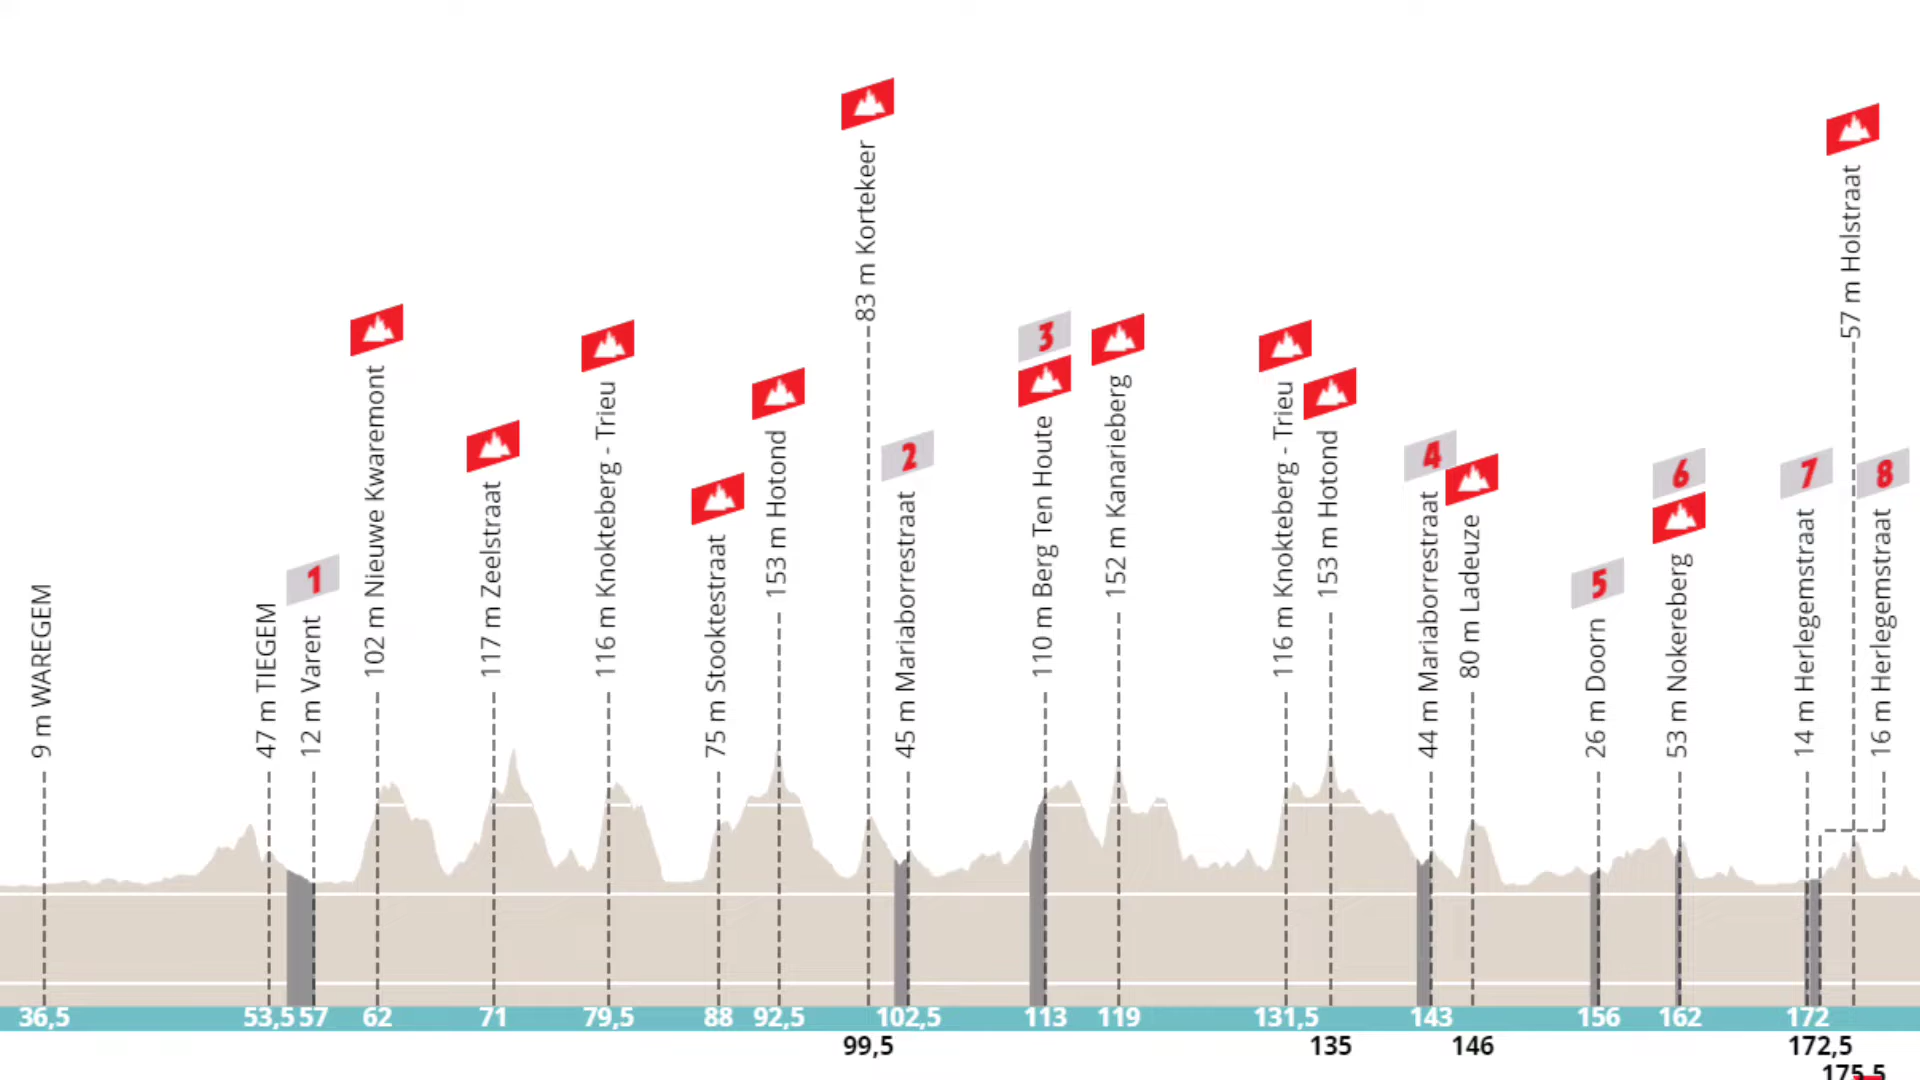 9 m WAREGEM
47 m TIEGEM
1
12 m Varent
102 m Nieuwe Kwaremont
117 m Zeelstraat
116 m Knokteberg - Trieu
75 m Stooktestraat
153 m Hotond
83 m Kortekeer
2
45 m Mariaborrestraat
3
110 m Berg Ten Houte
152 m Kanarieberg
116 m Knokteberg - Trieu
153 m Hotond
4
44 m Mariaborrestraat
80 m Ladeuze
5
26 m Doorn
6
53 m Nokereberg
7
14 m Herlegemstraat
57 m Holstraat
8
16 m Herlegemstraat
36,5 53,5 57 62 71 79,5 88 92,5 102,5 113 119 131,5 143 156 162 172
99,5 135 146 172,5
175,5